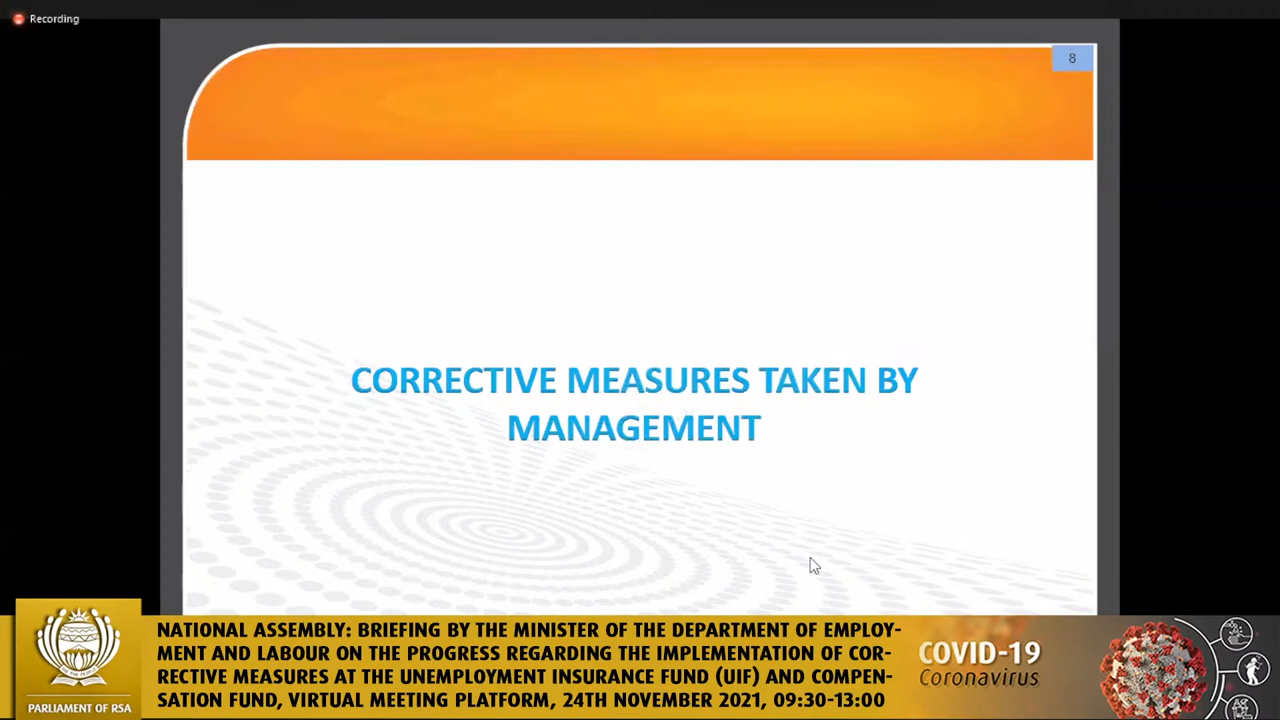 Recording
8
CORRECTIVE MEASURES TAKEN BY
MANAGEMENT
NATIONAL ASSEMBLY: BRIEFING BY THE MINISTER OF THE DEPARTMENT OF EMPLOY-
MENT AND LABOUR ON THE PROGRESS REGARDING THE IMPLEMENTATION OF COR-
RECTIVE MEASURES AT THE UNEMPLOYMENT INSURANCE FUND (UIF) AND COMPEN-
SATION FUND, VIRTUAL MEETING PLATFORM, 24TH NOVEMBER 2021, 09:30-13:00
PARLIAMENT OF RSA
COVID-19
Coronavirus